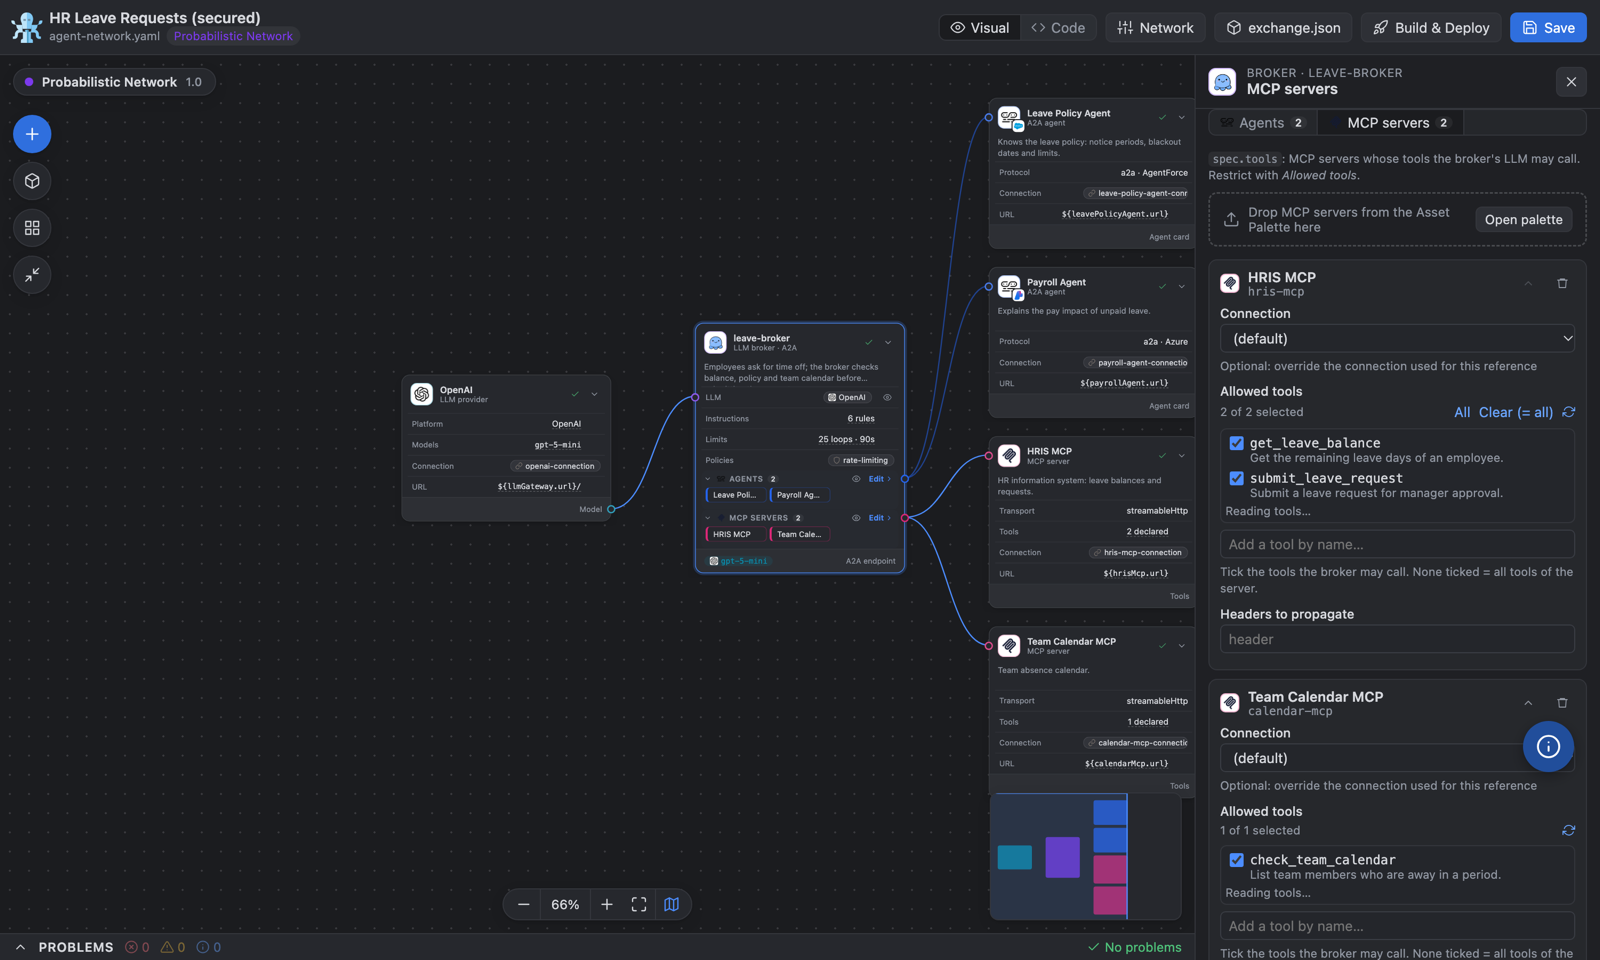 HR Leave Requests (secured)
agent-network.yaml
Probabilistic Network
Visual
Code
Network
exchange.json
Build & Deploy
Save
Probabilistic Network 1.0
OpenAI
LLM provider
Platform OpenAI
Models gpt-5-mini
Connection openai-connection
URL ${llmGateway.url}/
Model
leave-broker
LLM broker · A2A
Employees ask for time off; the broker checks
balance, policy and team calendar before...
LLM OpenAI
Instructions 6 rules
Limits 25 loops · 90s
Policies rate-limiting
AGENTS 2 Edit ›
Leave Poli...
Payroll Ag...
MCP SERVERS 2 Edit ›
HRIS MCP
Team Cale...
gpt-5-mini
A2A endpoint
Leave Policy Agent
A2A agent
Knows the leave policy: notice periods, blackout
dates and limits.
Protocol a2a · AgentForce
Connection leave-policy-agent-conn
URL ${leavePolicyAgent.url}
Agent card
Payroll Agent
A2A agent
Explains the pay impact of unpaid leave.
Protocol a2a · Azure
Connection payroll-agent-connectio
URL ${payrollAgent.url}
Agent card
HRIS MCP
MCP server
HR information system: leave balances and
requests.
Transport streamableHttp
Tools 2 declared
Connection hris-mcp-connection
URL ${hrisMcp.url}
Tools
Team Calendar MCP
MCP server
Team absence calendar.
Transport streamableHttp
Tools 1 declared
Connection calendar-mcp-connectic
URL ${calendarMcp.url}
Tools
66%
PROBLEMS 0 0 0
No problems
BROKER · LEAVE-BROKER
MCP servers
Agents 2
MCP servers 2
spec.tools: MCP servers whose tools the broker's LLM may call.
Restrict with Allowed tools.
Drop MCP servers from the Asset
Palette here
Open palette
HRIS MCP
hris-mcp
Connection
(default)
Optional: override the connection used for this reference
Allowed tools
2 of 2 selected
All
Clear (= all)
get_leave_balance
Get the remaining leave days of an employee.
submit_leave_request
Submit a leave request for manager approval.
Reading tools...
Add a tool by name...
Tick the tools the broker may call. None ticked = all tools of the
server.
Headers to propagate
header
Team Calendar MCP
calendar-mcp
Connection
(default)
Optional: override the connection used for this reference
Allowed tools
1 of 1 selected
check_team_calendar
List team members who are away in a period.
Reading tools...
Add a tool by name...
Tick the tools the broker may call. None ticked = all tools of the